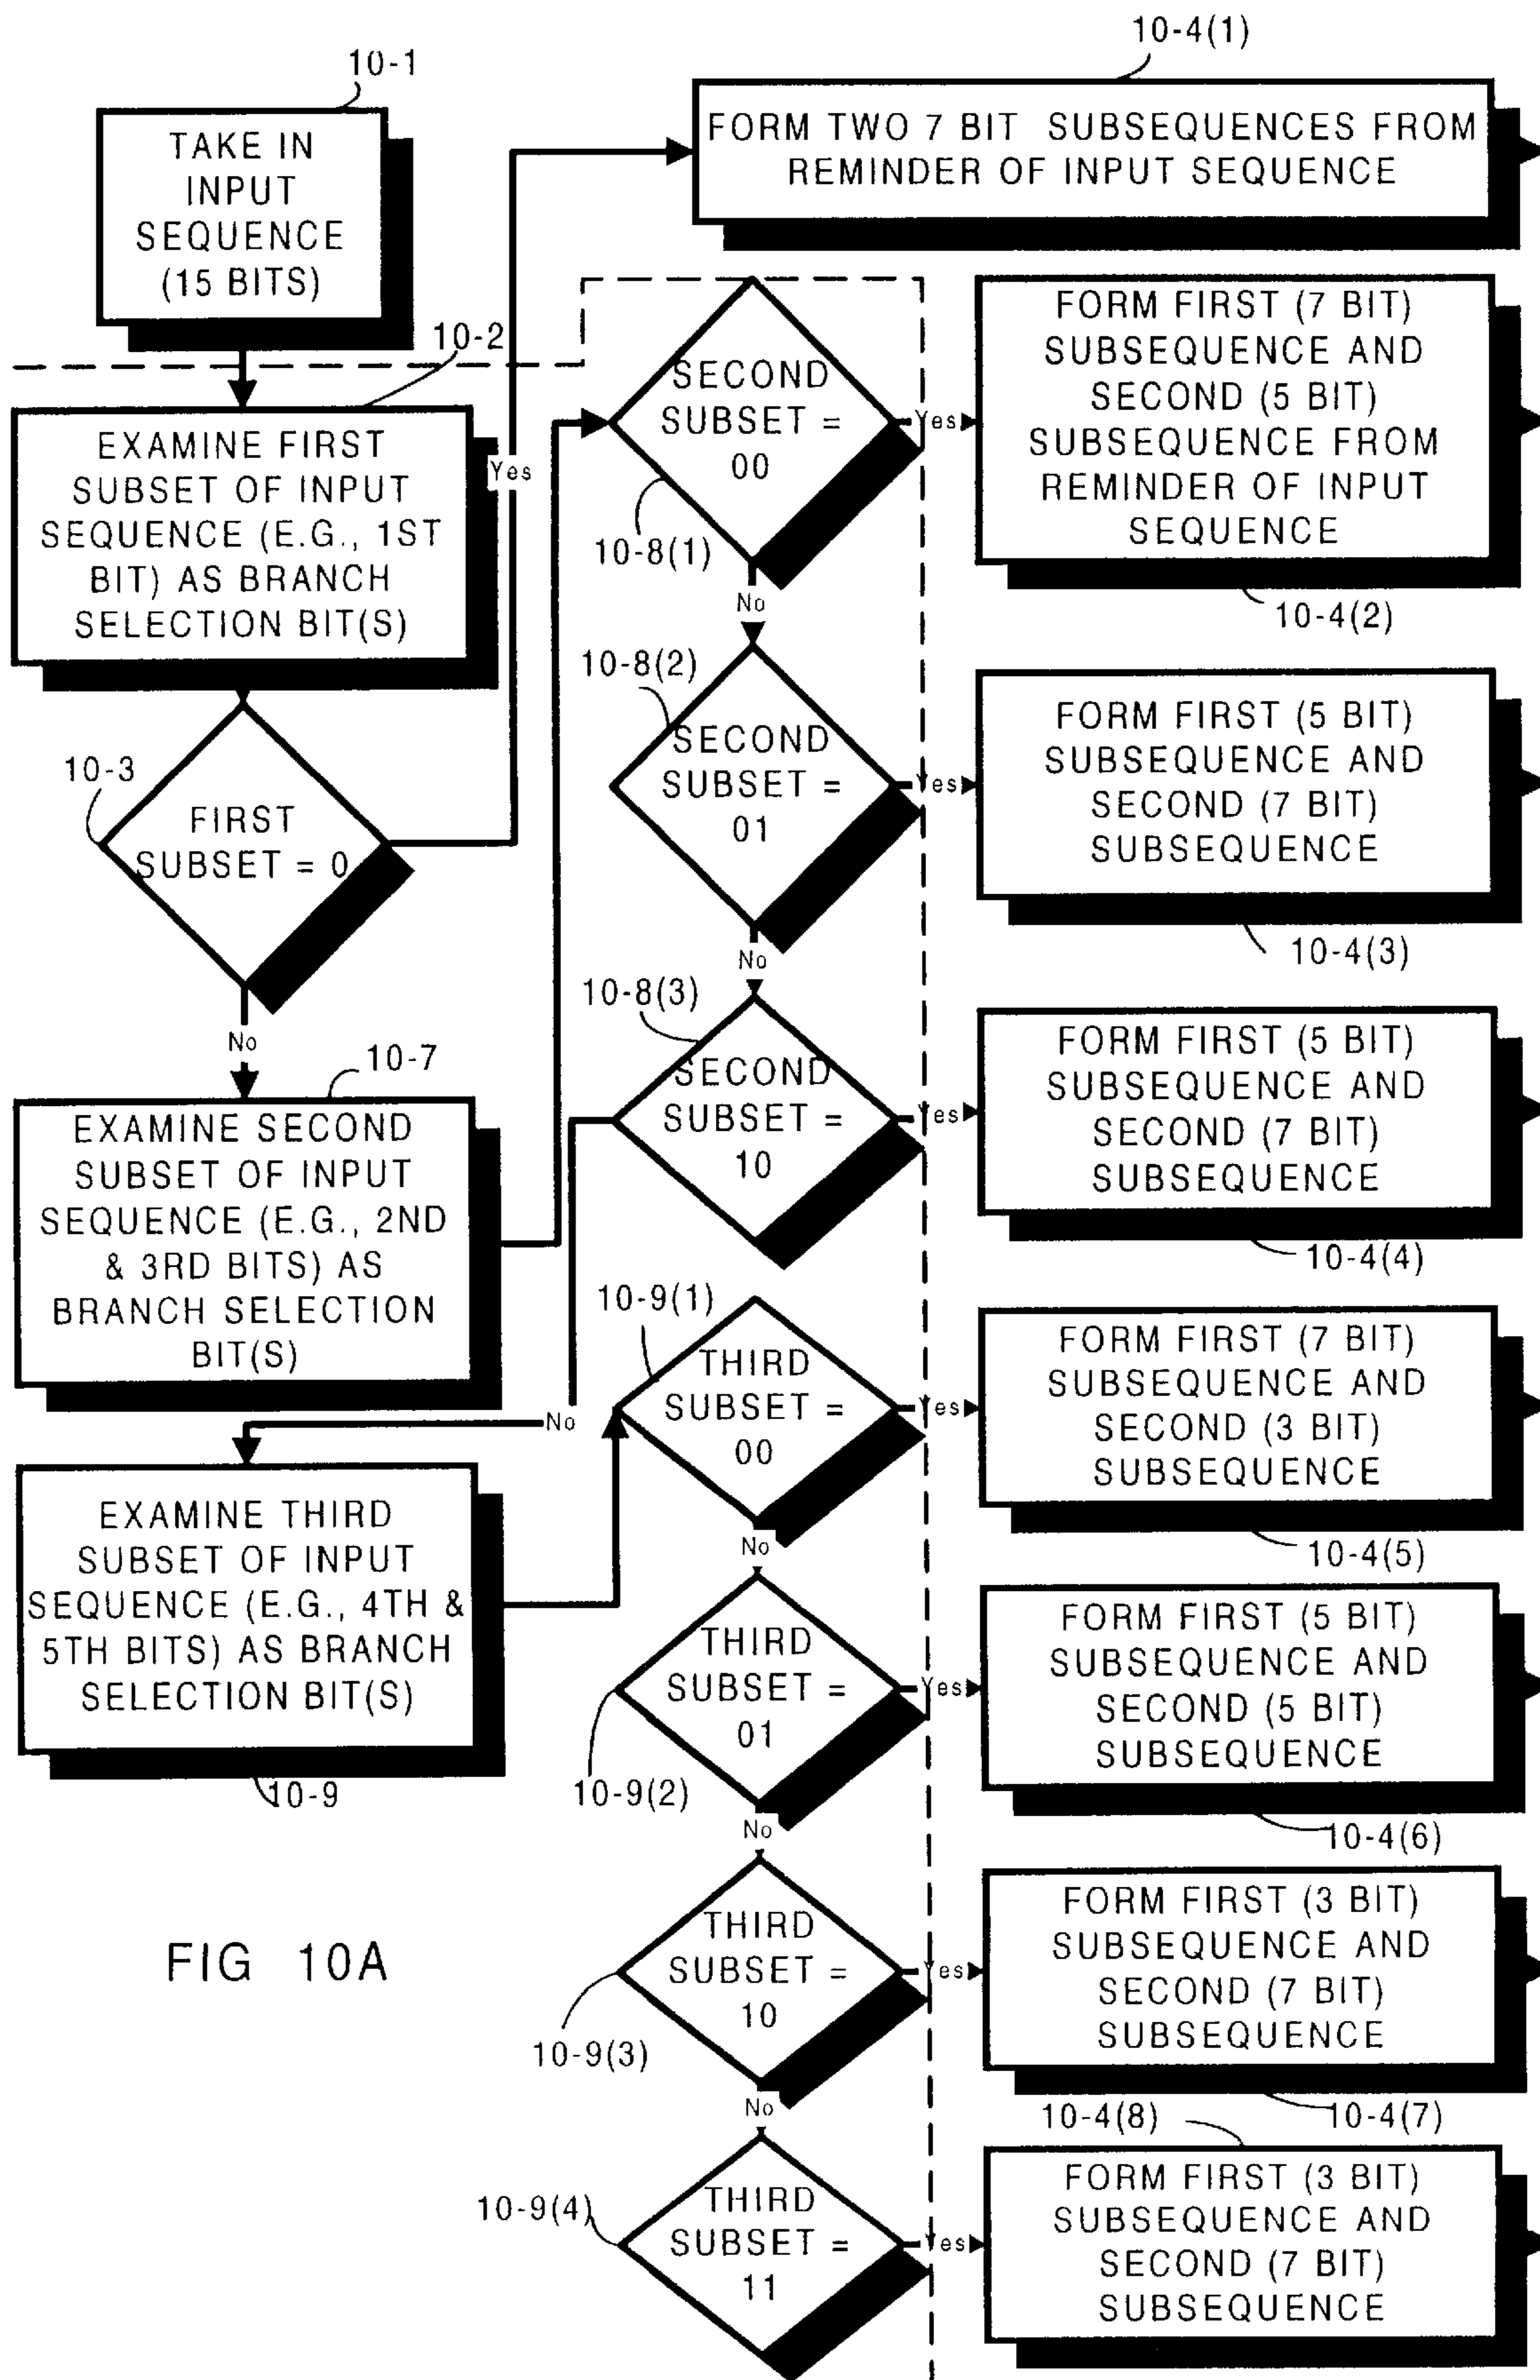 10-1
TAKE IN
INPUT
SEQUENCE
(15 BITS)
10-4(1)
FORM TWO 7 BIT SUBSEQUENCES FROM
REMINDER OF INPUT SEQUENCE
10-2
EXAMINE FIRST
SUBSET OF INPUT
SEQUENCE (E.G., 1ST
BIT) AS BRANCH
SELECTION BIT(S)
Yes
10-3
FIRST
SUBSET = 0
No
10-7
EXAMINE SECOND
SUBSET OF INPUT
SEQUENCE (E.G., 2ND
& 3RD BITS) AS
BRANCH SELECTION
BIT(S)
No
EXAMINE THIRD
SUBSET OF INPUT
SEQUENCE (E.G., 4TH &
5TH BITS) AS BRANCH
SELECTION BIT(S)
10-9
SECOND
SUBSET =
00
10-8(1)
Yes
No
FORM FIRST (7 BIT)
SUBSEQUENCE AND
SECOND (5 BIT)
SUBSEQUENCE FROM
REMINDER OF INPUT
SEQUENCE
10-4(2)
10-8(2)
SECOND
SUBSET =
01
Yes
No
FORM FIRST (5 BIT)
SUBSEQUENCE AND
SECOND (7 BIT)
SUBSEQUENCE
10-4(3)
10-8(3)
SECOND
SUBSET =
10
Yes
FORM FIRST (5 BIT)
SUBSEQUENCE AND
SECOND (7 BIT)
SUBSEQUENCE
10-4(4)
10-9(1)
THIRD
SUBSET =
00
Yes
No
FORM FIRST (7 BIT)
SUBSEQUENCE AND
SECOND (3 BIT)
SUBSEQUENCE
10-4(5)
THIRD
SUBSET =
01
10-9(2)
Yes
No
FORM FIRST (5 BIT)
SUBSEQUENCE AND
SECOND (5 BIT)
SUBSEQUENCE
10-4(6)
THIRD
SUBSET =
10
10-9(3)
Yes
No
FORM FIRST (3 BIT)
SUBSEQUENCE AND
SECOND (7 BIT)
SUBSEQUENCE
10-4(7)
10-4(8)
10-9(4)
THIRD
SUBSET =
11
Yes
FORM FIRST (3 BIT)
SUBSEQUENCE AND
SECOND (7 BIT)
SUBSEQUENCE
FIG 10A